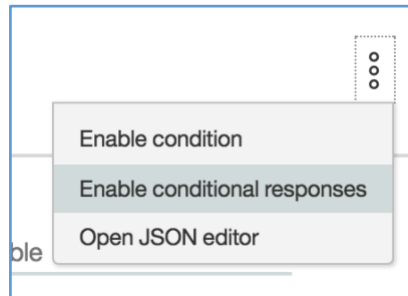 Enable condition
Enable conditional responses
Open JSON editor
ble